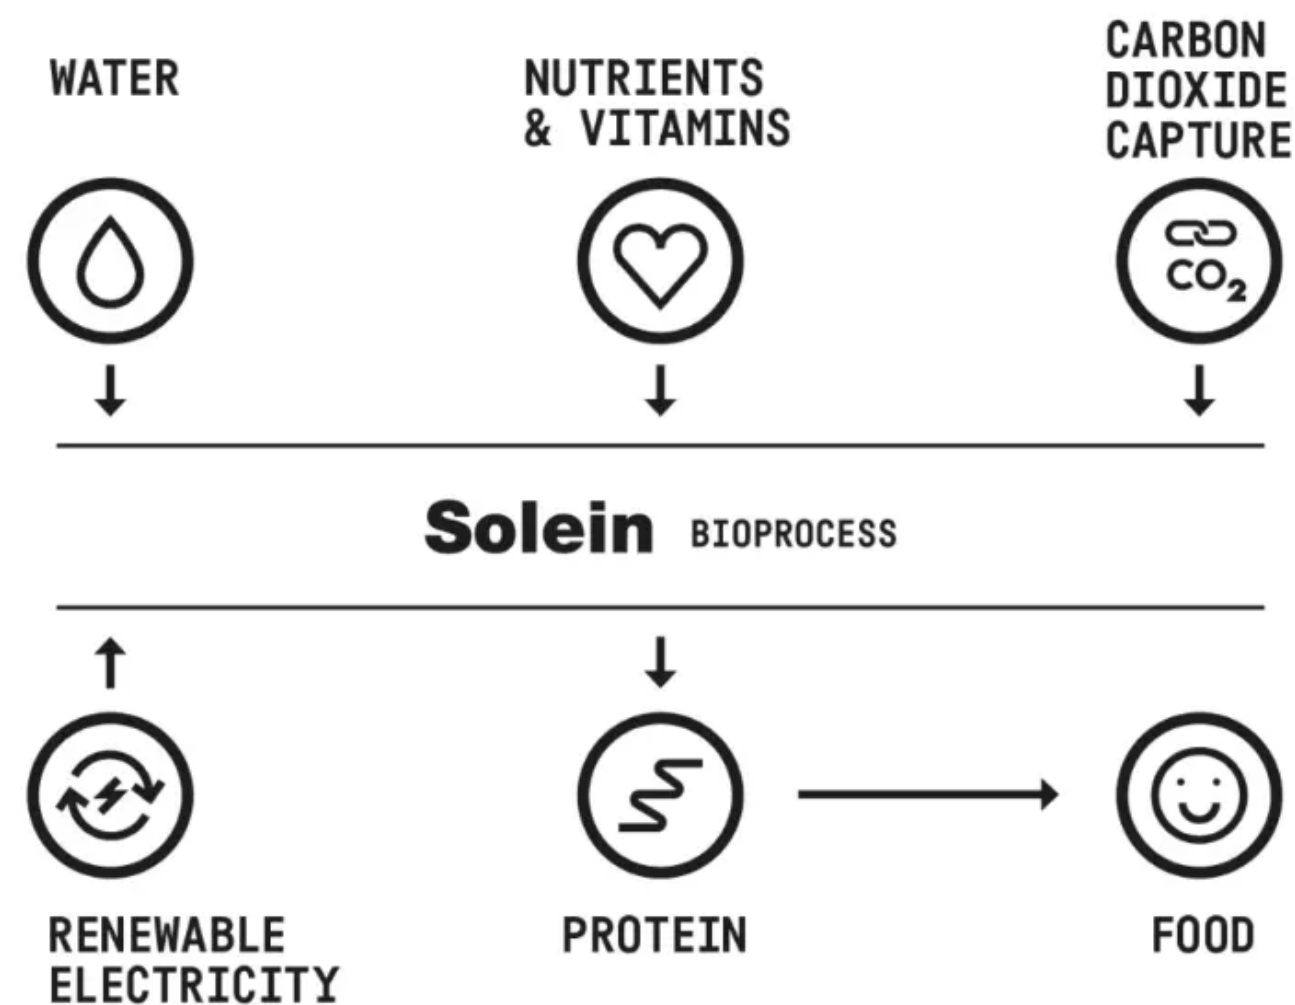 WATER
NUTRIENTS
& VITAMINS
CARBON
DIOXIDE
CAPTURE
CO₂
Solein BIOPROCESS
RENEWABLE
ELECTRICITY
PROTEIN
FOOD